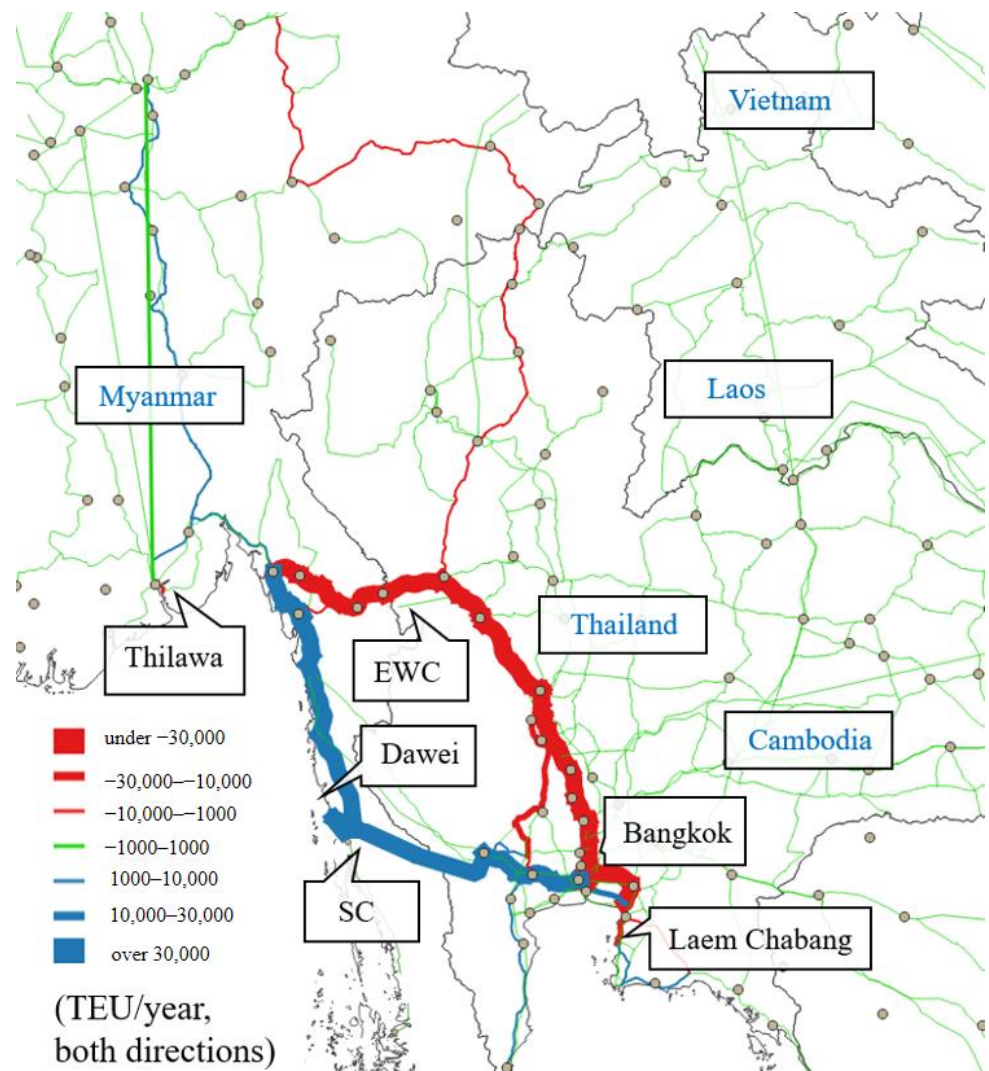 Vietnam
Myanmar
Laos
Thailand
Thilawa
EWC
Cambodia
Dawei
Bangkok
SC
Laem Chabang
under −30,000
−30,000–−10,000
−10,000–−1000
−1000–1000
1000–10,000
10,000–30,000
over 30,000
(TEU/year,
both directions)